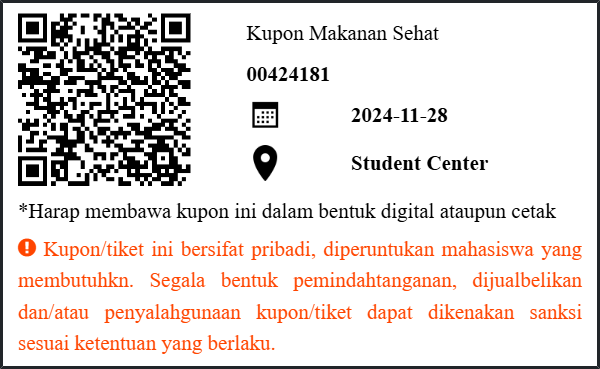 Kupon Makanan Sehat
00424181
2024-11-28
Student Center
*Harap membawa kupon ini dalam bentuk digital ataupun cetak
Kupon/tiket ini bersifat pribadi, diperuntukan mahasiswa yang
membutuhkn. Segala bentuk pemindahtanganan, dijualbelikan
dan/atau penyalahgunaan kupon/tiket dapat dikenakan sanksi
sesuai ketentuan yang berlaku.